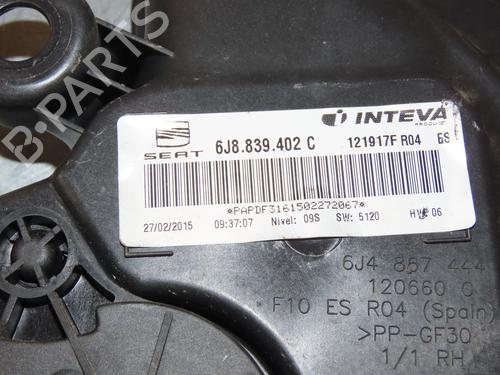 B-PARTS
SEAT
6J8.839.402 C
INTEVA
PRODUCTS
121917F R04 ES
*PAPDF3161502272067*
27/02/2015 09:37:07 Nivel: 09S SW: 5120 HW: 06
6J4 857 444
120660 C
F10 ES R04 (Spain)
>PP-GF30
1/1 RH